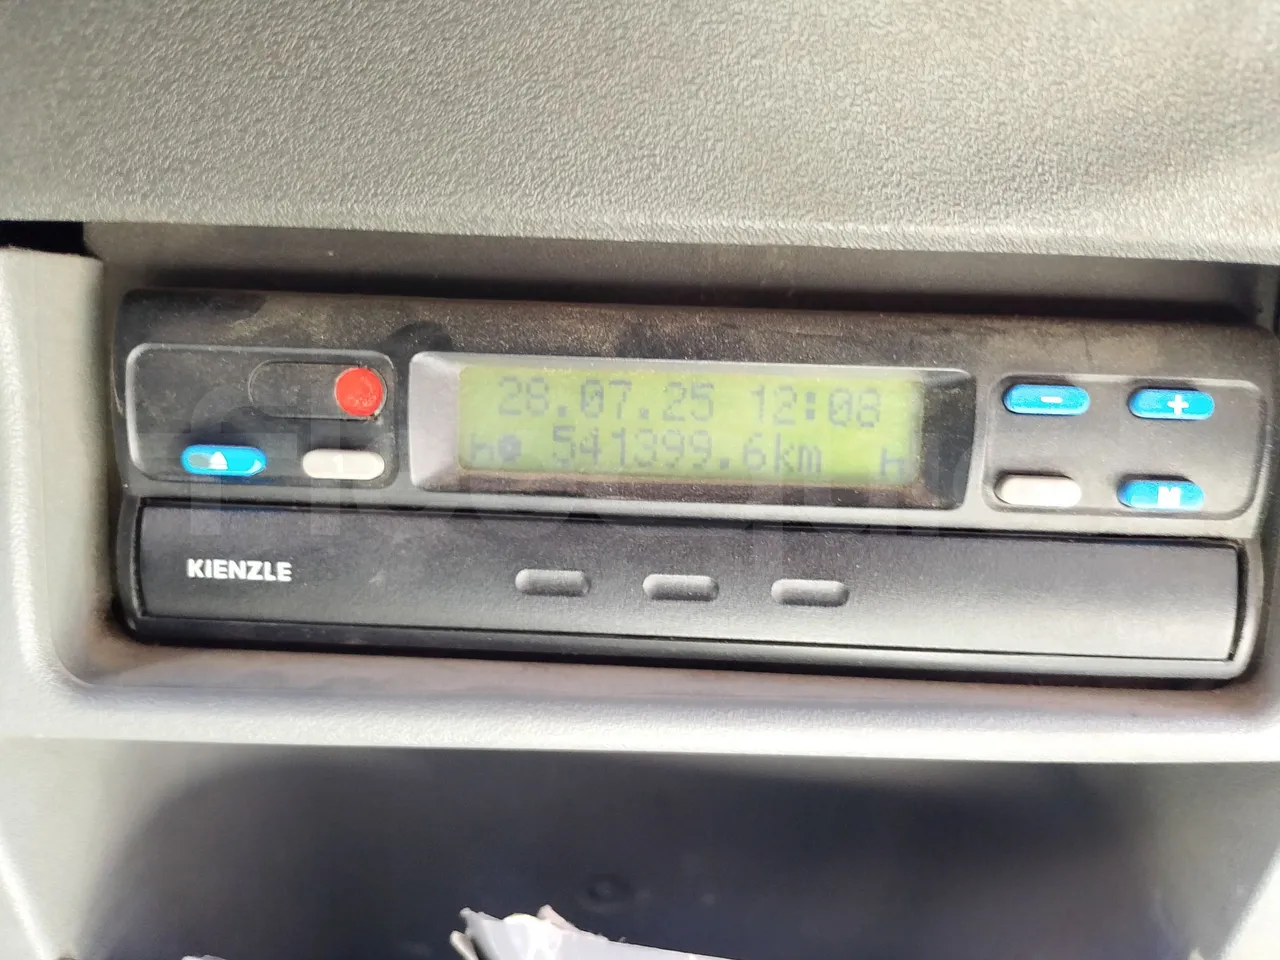 28.07.25 12:08
541399.6km
- +
M
KIENZLE